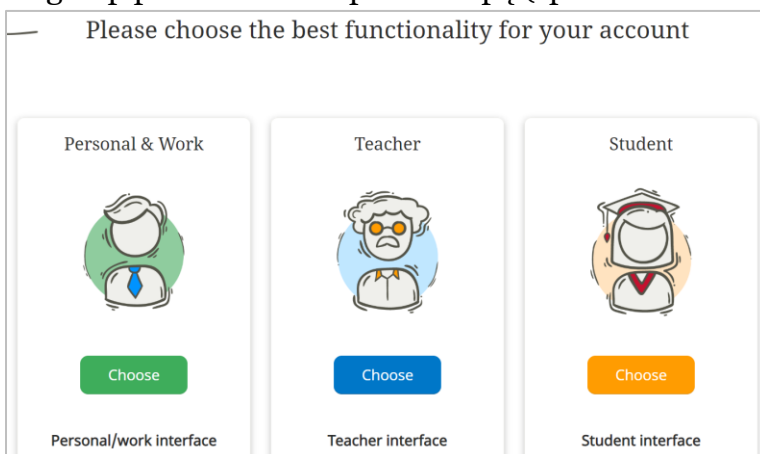 Please choose the best functionality for your account
Personal & Work
Teacher
Student
Choose
Choose
Choose
Personal/work interface
Teacher interface
Student interface